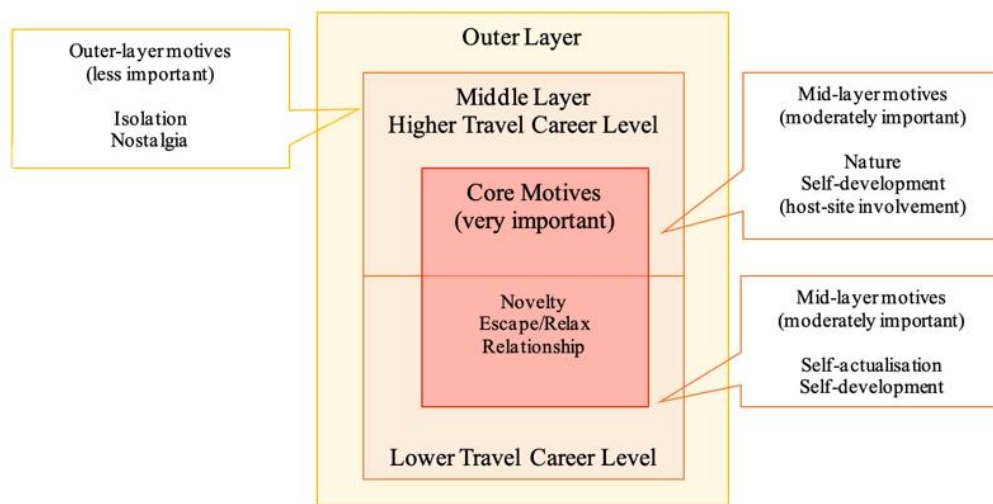 Outer Layer
Outer-layer motives
(less important)
Isolation
Nostalgia
Middle Layer
Higher Travel Career Level
Mid-layer motives
(moderately important)
Nature
Self-development
(host-site involvement)
Core Motives
(very important)
Novelty
Escape/Relax
Relationship
Mid-layer motives
(moderately important)
Self-actualisation
Self-development
Lower Travel Career Level